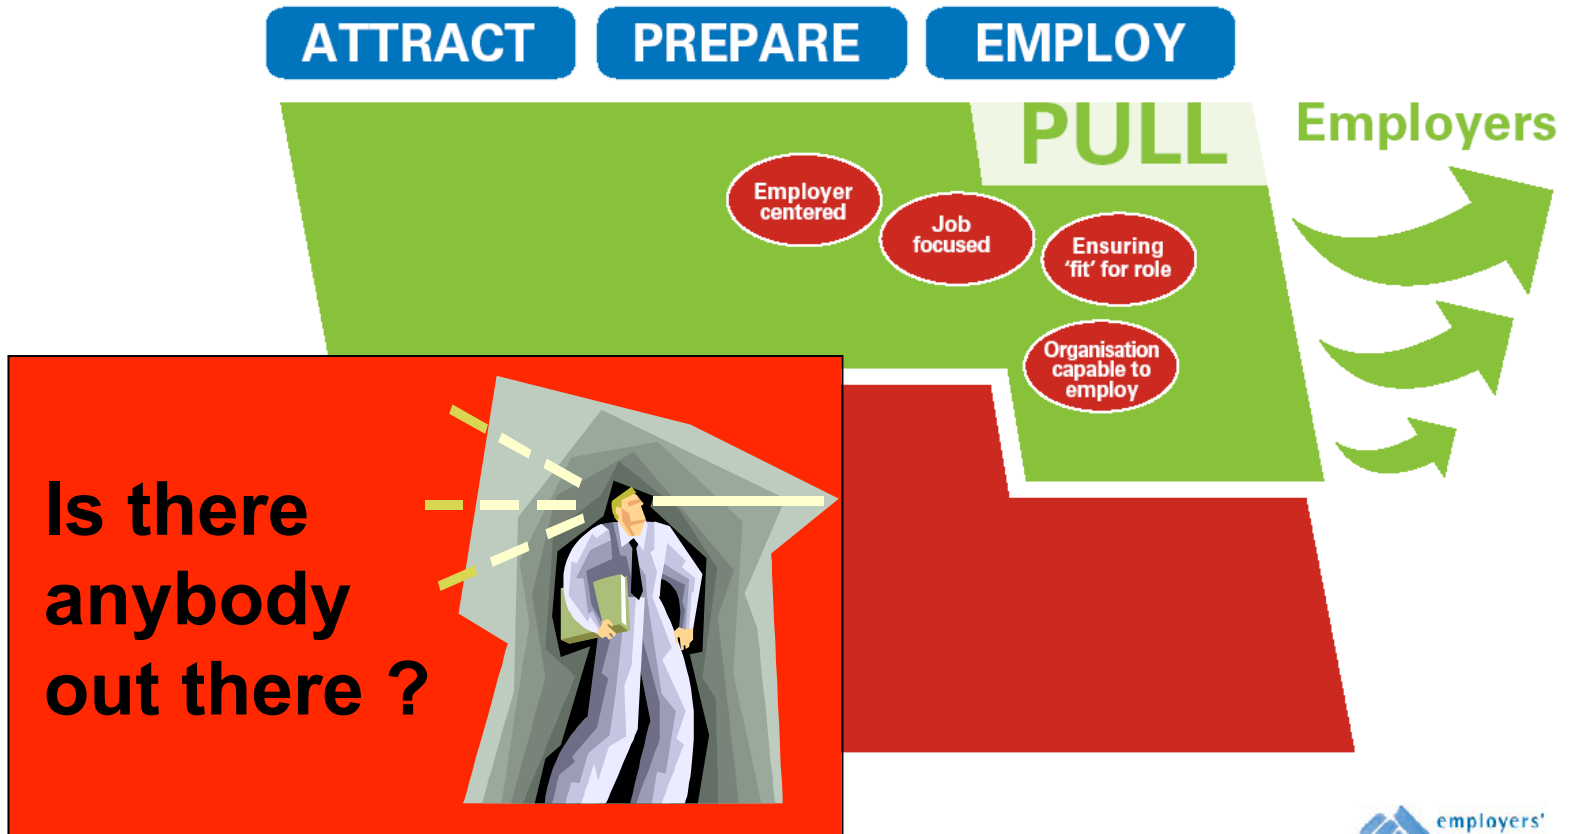 ATTRACT PREPARE EMPLOY
PULL
Employers
Employer
centered
Job
focused
Ensuring
‘fit’ for role
Organisation
capable to
employ
Is there
anybody
out there ?
employers'